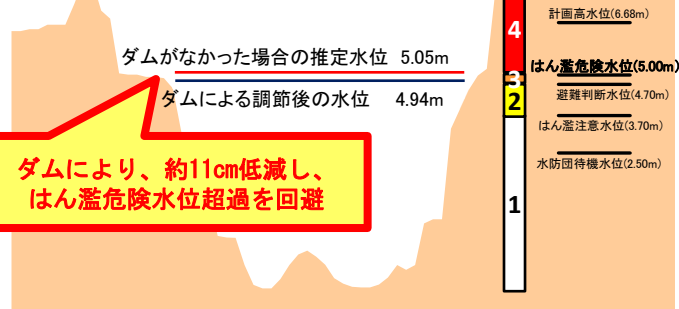 計画高水位(6.68m)
4
ダムがなかった場合の推定水位 5.05m
はん濫危険水位(5.00m)
3
ダムによる調節後の水位 4.94m
2
避難判断水位(4.70m)
はん濫注意水位(3.70m)
ダムにより、約11cm低減し、
はん濫危険水位超過を回避
水防団待機水位(2.50m)
1